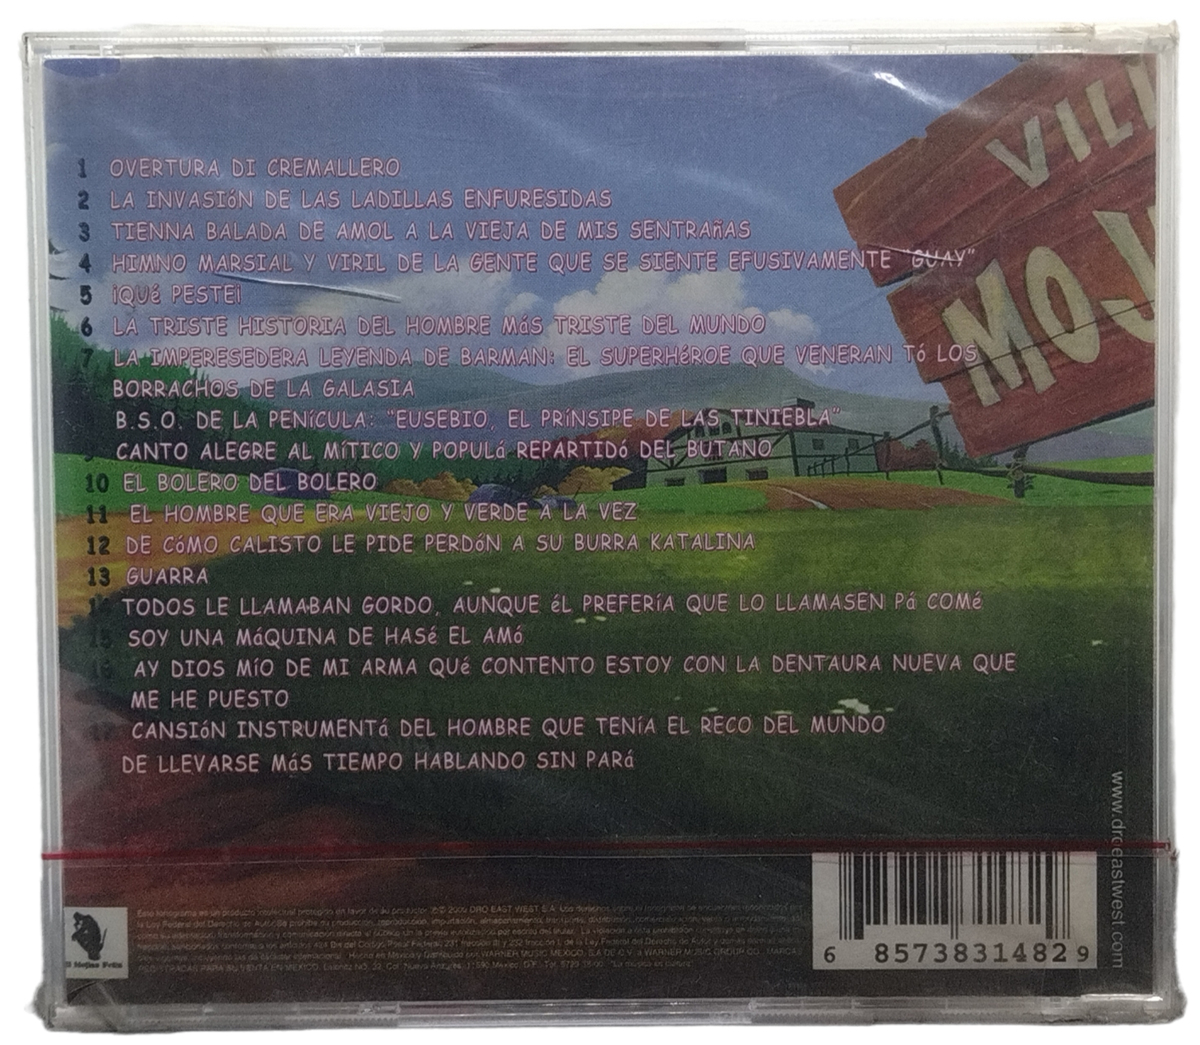 VILL
MOJ
1 OVERTURA DI CREMALLERO
2 LA INVASIóN DE LAS LADILLAS ENFURESIDAS
3 TIENNA BALADA DE AMOL A LA VIEJA DE MIS SENTRAñAS
4 HIMNO MARSIAL Y VIRIL DE LA GENTE QUE SE SIENTE EFUSIVAMENTE "GUAY"
5 ¡QUé PESTE!
6 LA TRISTE HISTORIA DEL HOMBRE MáS TRISTE DEL MUNDO
7 LA IMPERESEDERA LEYENDA DE BARMAN: EL SUPERHéROE QUE VENERAN Tó LOS
BORRACHOS DE LA GALASIA
B.S.O. DE LA PENíCULA: "EUSEBIO, EL PRíNSIPE DE LAS TINIEBLA"
9 CANTO ALEGRE AL MíTICO Y POPULá REPARTIDó DEL BUTANO
10 EL BOLERO DEL BOLERO
11 EL HOMBRE QUE ERA VIEJO Y VERDE A LA VEZ
12 DE CóMO CALISTO LE PIDE PERDóN A SU BURRA KATALINA
13 GUARRA
14 TODOS LE LLAMABAN GORDO, AUNQUE éL PREFERíA QUE LO LLAMASEN Pá COMé
15 SOY UNA MáQUINA DE HASé EL AMó
16 AY DIOS MíO DE MI ARMA QUé CONTENTO ESTOY CON LA DENTAURA NUEVA QUE
ME HE PUESTO
17 CANSIóN INSTRUMENTá DEL HOMBRE QUE TENíA EL RECO DEL MUNDO
DE LLEVARSE MáS TIEMPO HABLANDO SIN PARá
www.droeastwest.com
6 85738314829